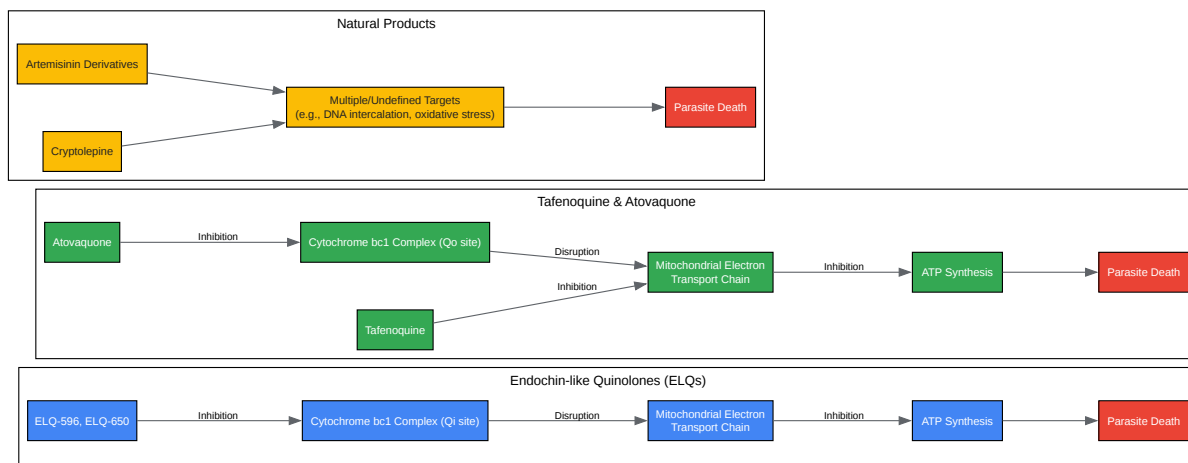 Natural Products
Artemisinin Derivatives
Multiple/Undefined Targets
(e.g., DNA intercalation, oxidative stress)
Parasite Death
Cryptolepine
Tafenoquine & Atovaquone
Atovaquone
Inhibition
Cytochrome bc1 Complex (Qo site)
Disruption
Mitochondrial Electron
Transport Chain
Inhibition
ATP Synthesis
Parasite Death
Inhibition
Tafenoquine
Endochin-like Quinolones (ELQs)
ELQ-596, ELQ-650
Inhibition
Cytochrome bc1 Complex (Qi site)
Disruption
Mitochondrial Electron
Transport Chain
Inhibition
ATP Synthesis
Parasite Death